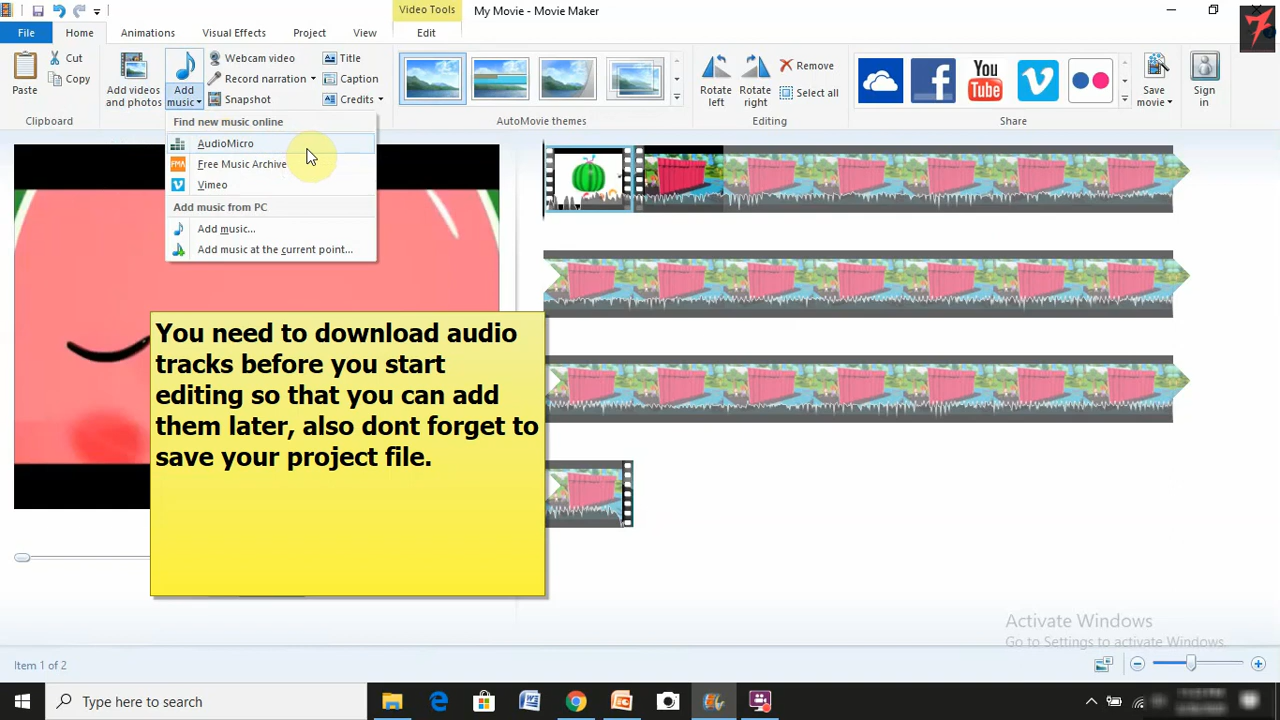 Video Tools
My Movie - Movie Maker
File
Home
Animations
Visual Effects
Project
View
Edit
Paste
Cut
Copy
Clipboard
Add videos
and photos
Add
music
Webcam video
Record narration
Snapshot
Title
Caption
Credits
AutoMovie themes
Rotate
left
Rotate
right
Remove
Select all
Editing
You
Tube
Share
Save
movie
Sign
in
Find new music online
AudioMicro
FMA
Free Music Archive
Vimeo
Add music from PC
Add music...
Add music at the current point...
You need to download audio
tracks before you start
editing so that you can add
them later, also dont forget to
save your project file.
Activate Windows
Go to Settings to activate Windows.
Item 1 of 2
Type here to search